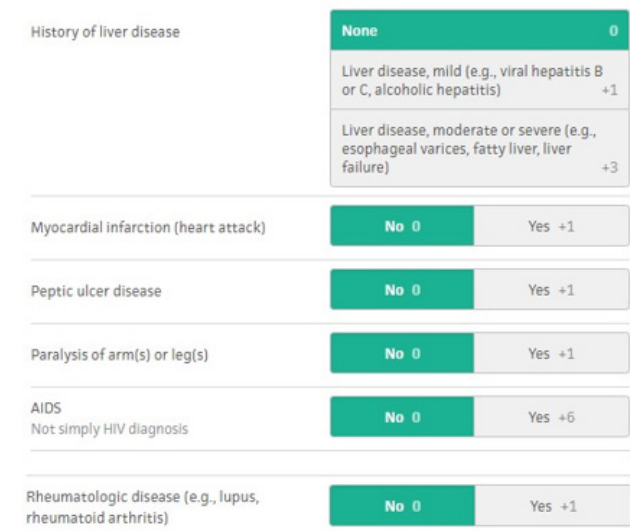 History of liver disease
None 0
Liver disease, mild (e.g., viral hepatitis B
or C, alcoholic hepatitis) +1
Liver disease, moderate or severe (e.g.,
esophageal varices, fatty liver, liver
failure) +3
Myocardial infarction (heart attack)
No 0 Yes +1
Peptic ulcer disease
No 0 Yes +1
Paralysis of arm(s) or leg(s)
No 0 Yes +1
AIDS
Not simply HIV diagnosis
No 0 Yes +6
Rheumatologic disease (e.g., lupus,
rheumatoid arthritis)
No 0 Yes +1